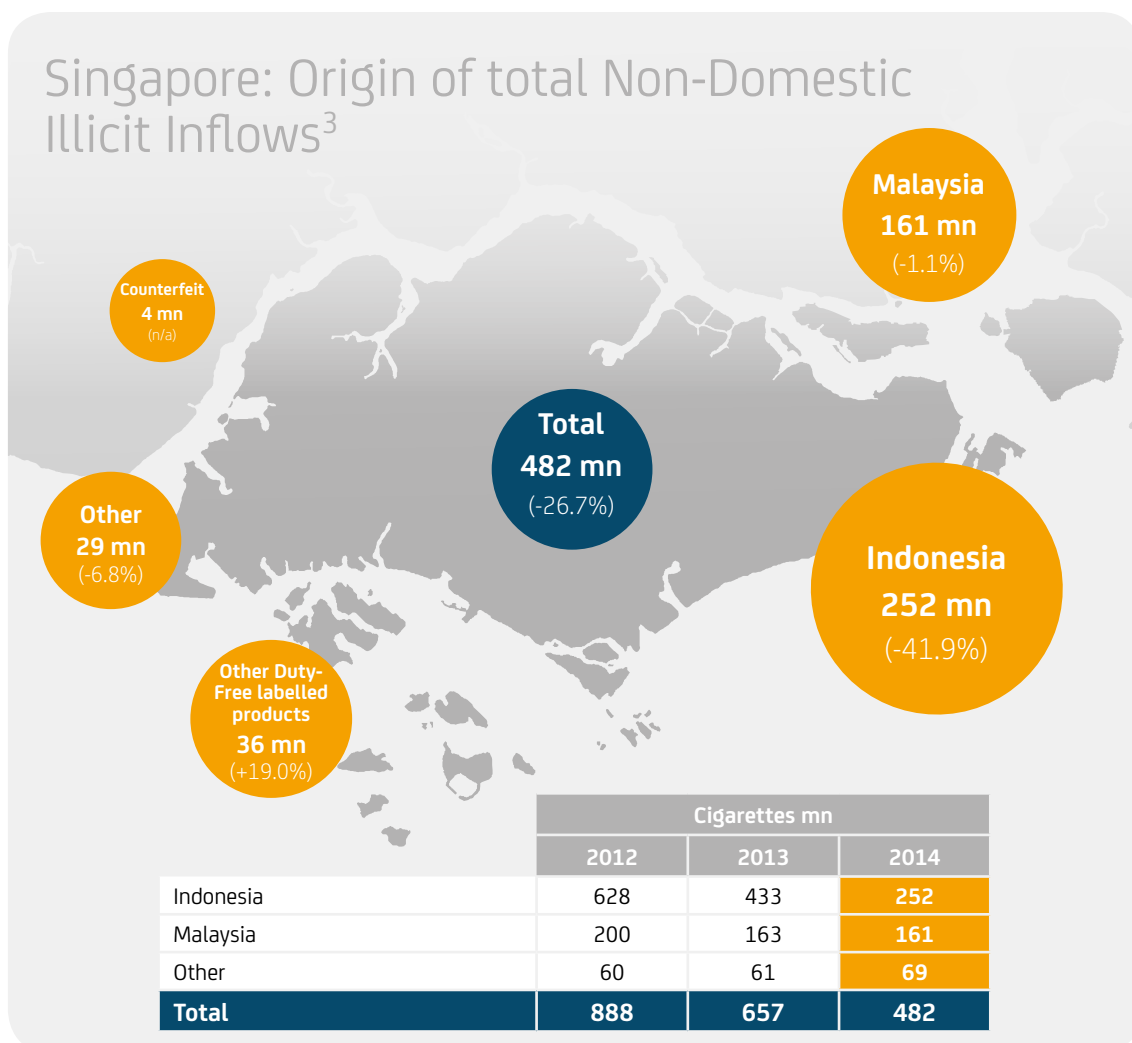 Singapore: Origin of total Non-Domestic
Illicit Inflows³
Malaysia
161 mn
(-1.1%)
Counterfeit
4 mn
(n/a)
Total
482 mn
(-26.7%)
Other
29 mn
(-6.8%)
Indonesia
252 mn
(-41.9%)
Other Duty-
Free labelled
products
36 mn
(+19.0%)
Cigarettes mn
2012 2013 2014
Indonesia 628 433 252
Malaysia 200 163 161
Other 60 61 69
Total 888 657 482